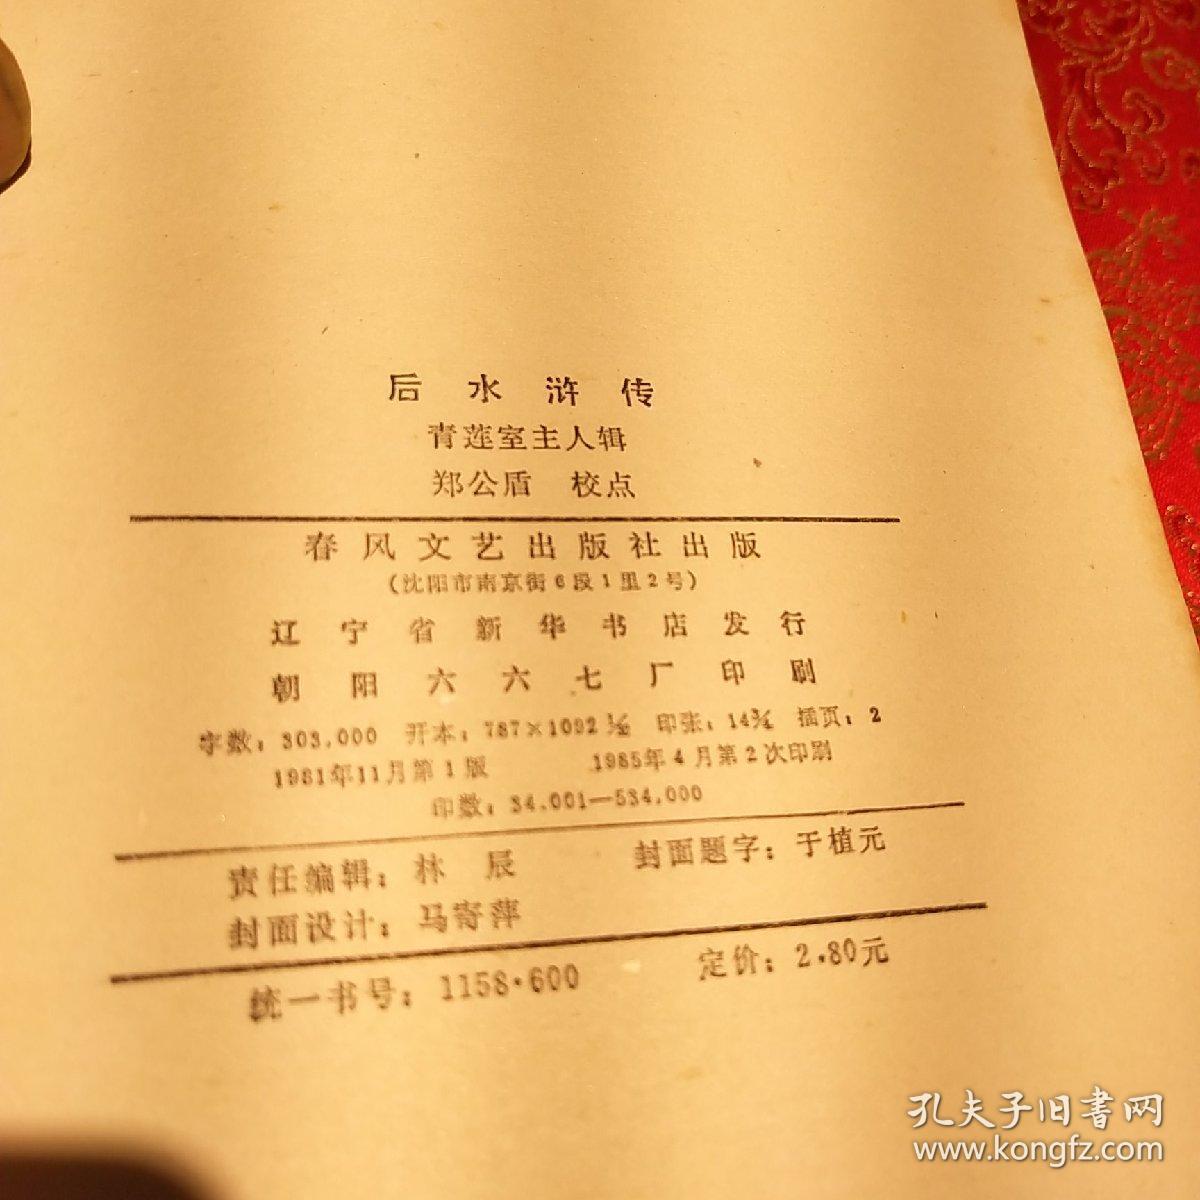 后水浒传
青莲室主人辑
郑公盾 校点
春风文艺出版社出版
(沈阳市南京街6段1里2号)
辽宁省新华书店发行
朝阳六六七厂印刷
字数：303,000 开本：787×1092 1/32 印张：14 3/4 插页：2
1981年11月第1版 1985年4月第2次印刷
印数：34,001—534,000
责任编辑：林辰 封面题字：于植元
封面设计：马寄萍
统一书号：1158·600 定价：2.80元
孔夫子旧书网
www.kongfz.com